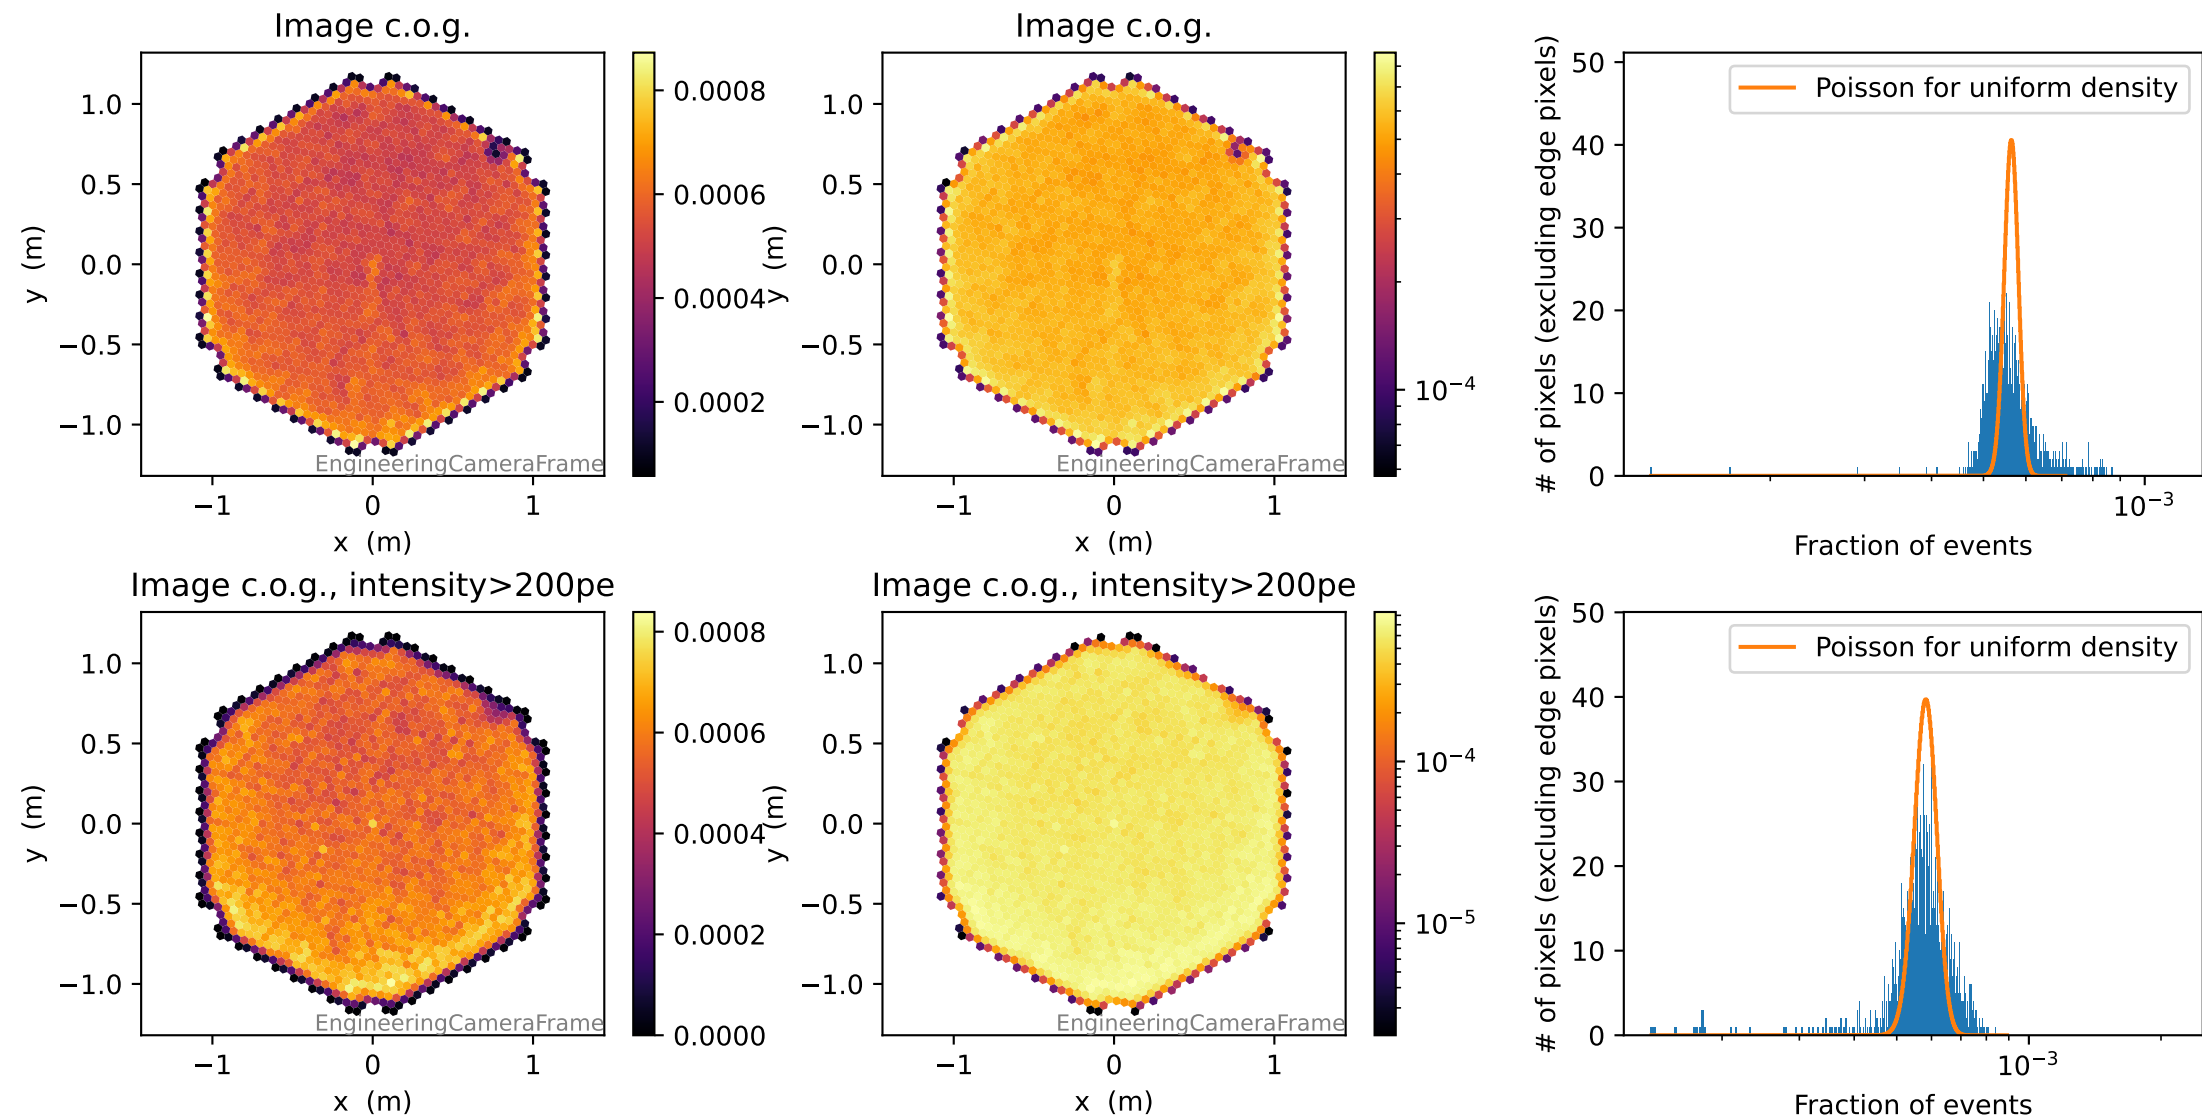 Image c.o.g.
1.0
0.5
0.0
−0.5
−1.0
−1
0
1
x (m)
y (m)
EngineeringCameraFrame
0.0008
0.0006
0.0004
0.0002
Image c.o.g.
1.0
0.5
0.0
−0.5
−1.0
−1
0
1
x (m)
y (m)
EngineeringCameraFrame
10⁻⁴
50
40
30
20
10
0
# of pixels (excluding edge pixels)
Poisson for uniform density
10⁻³
Fraction of events
Image c.o.g., intensity>200pe
1.0
0.5
0.0
−0.5
−1.0
−1
0
1
x (m)
y (m)
EngineeringCameraFrame
0.0008
0.0006
0.0004
0.0002
0.0000
Image c.o.g., intensity>200pe
1.0
0.5
0.0
−0.5
−1.0
−1
0
1
x (m)
y (m)
EngineeringCameraFrame
10⁻⁴
10⁻⁵
50
40
30
20
10
0
# of pixels (excluding edge pixels)
Poisson for uniform density
10⁻³
Fraction of events